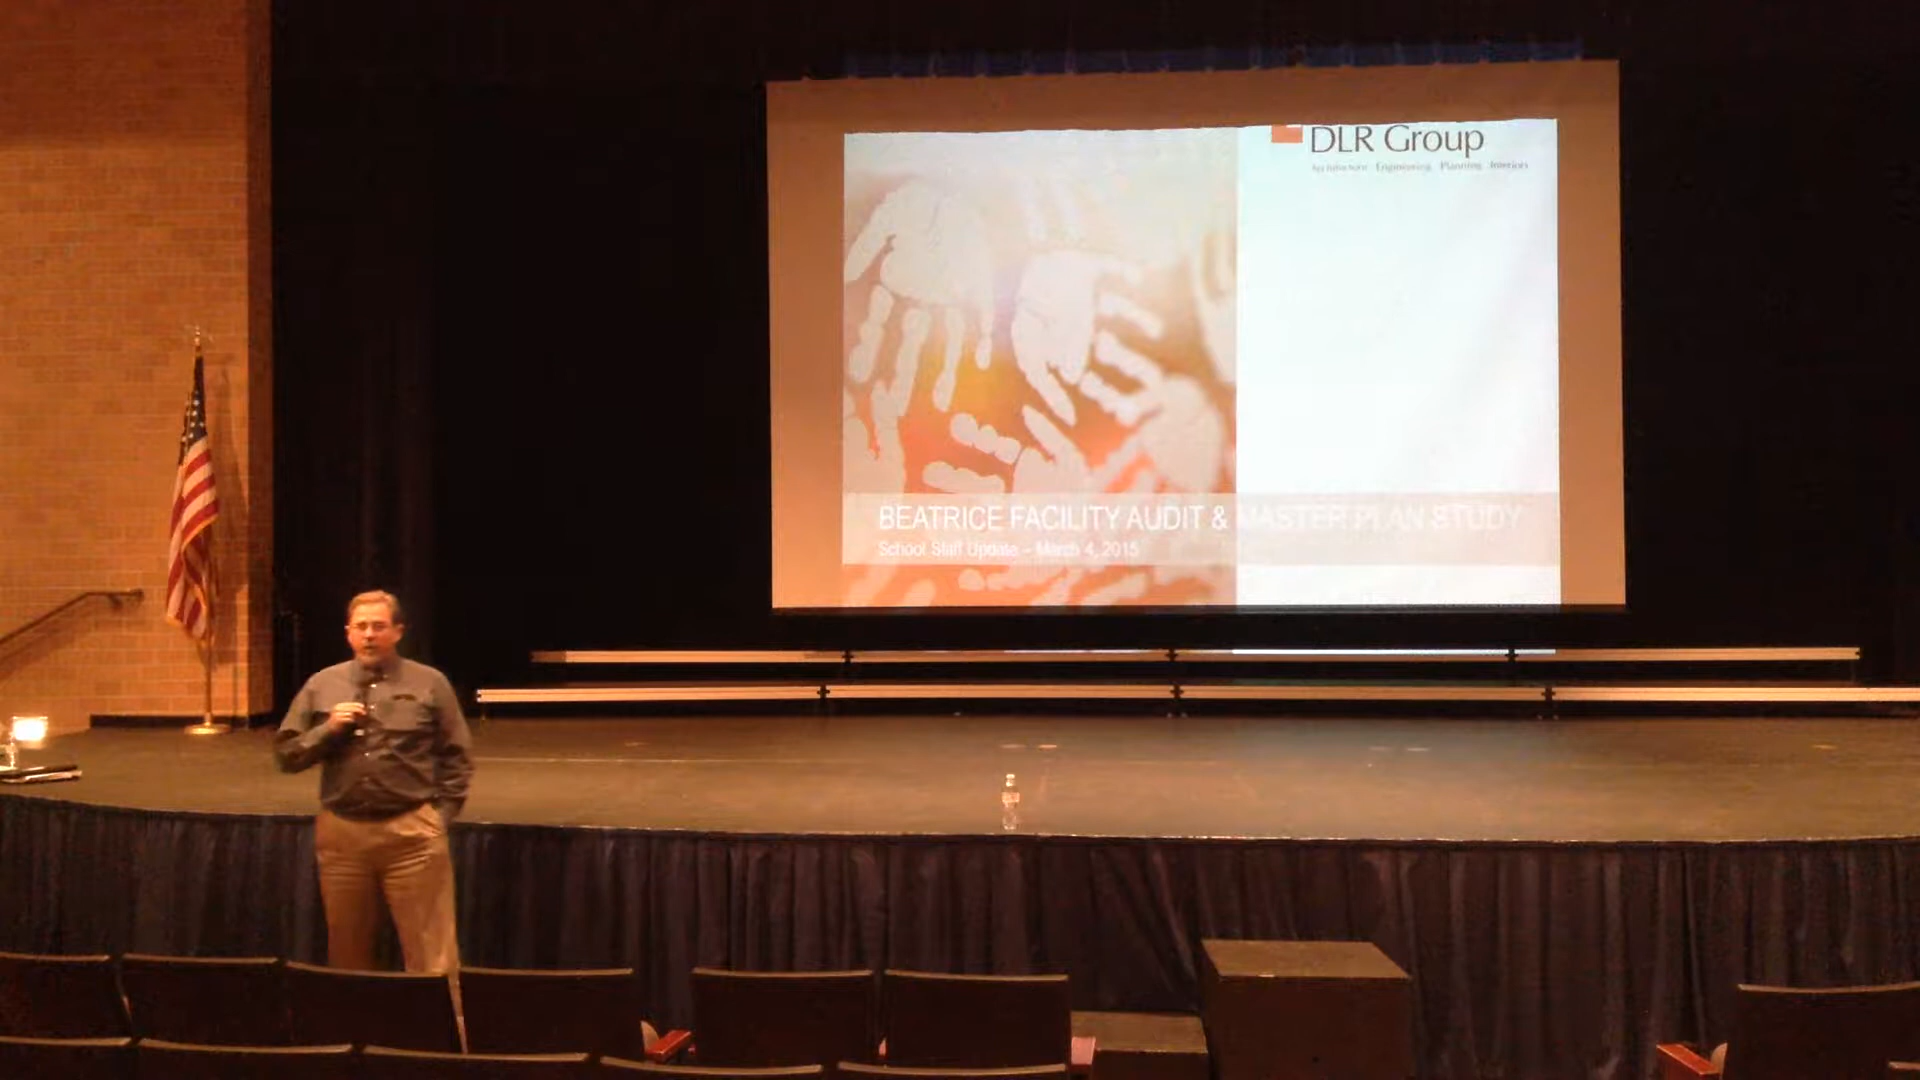 DLR Group
Architecture Engineering Planning Interiors
BEATRICE FACILITY AUDIT & MASTER PLAN STUDY
School Staff Update – March 4, 2015